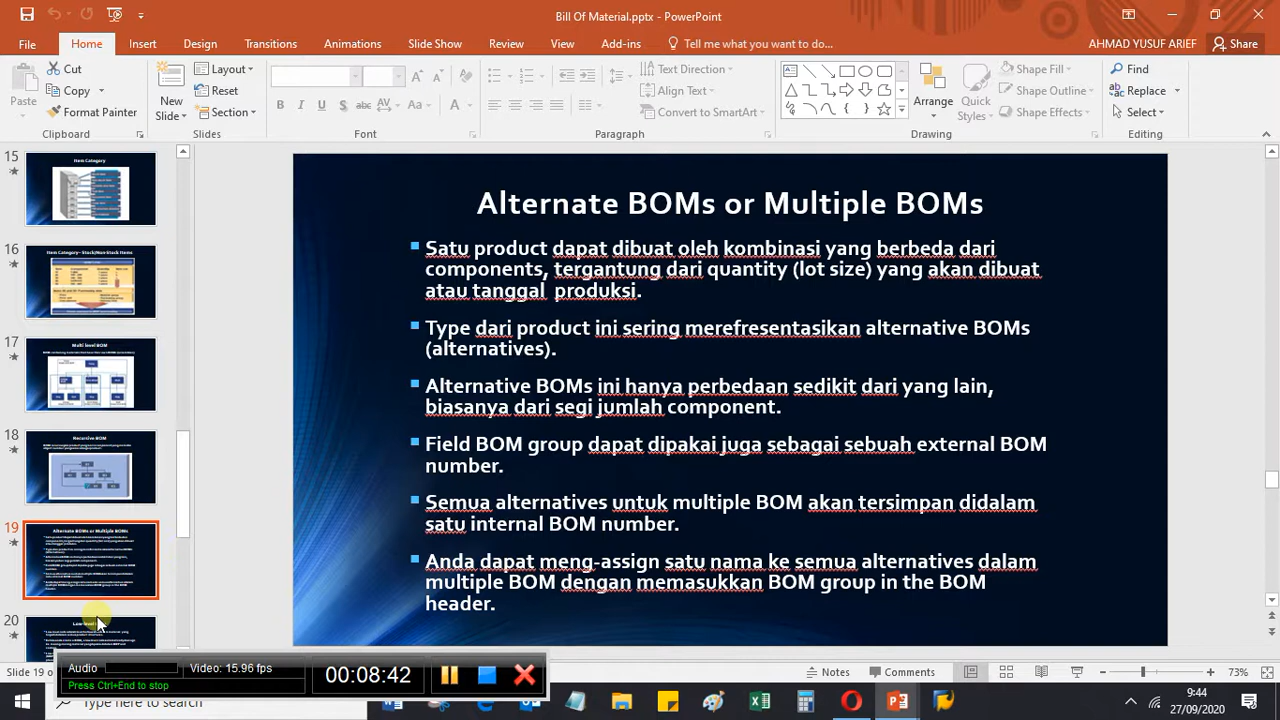 Bill Of Material.pptx - PowerPoint
File Home Insert Design Transitions Animations Slide Show Review View Add-ins Tell me what you want to do... AHMAD YUSUF ARIEF Share
Paste
Cut
Copy
Format Painter
Clipboard
New Slide
Layout
Reset
Section
Slides
B I U S abc AV Aa A
Font
Text Direction
Align Text
Convert to SmartArt
Paragraph
Arrange
Quick Styles
Shape Fill
Shape Outline
Shape Effects
Drawing
Find
Replace
Select
Editing
15
Item Category
16
Item Category- Stock/Non-Stock Items
17
Multi level BOM
18
Recursive BOM
19
Alternate BOMs or Multiple BOMs
20
Alternate BOMs or Multiple BOMs
Satu product dapat dibuat oleh kombinasi yang berbeda dari
components, tergantung dari quantity (lot size) yang akan dibuat
atau tanggal produksi.
Type dari product ini sering merefresentasikan alternative BOMs
(alternatives).
Alternative BOMs ini hanya perbedaan sedikit dari yang lain,
biasanya dari segi jumlah component.
Field BOM group dapat dipakai juga sebagai sebuah external BOM
number.
Semua alternatives untuk multiple BOM akan tersimpan didalam
satu internal BOM number.
Anda dapat meng-assign satu nama ke semua alternatives dalam
multiple BOM dengan memasukkan BOM group in the BOM
header.
Audio Video: 15.96 fps
Press Ctrl+End to stop
00:08:42
Slide 19 o
Notes Comments 73%
Type here to search
9:44
27/09/2020